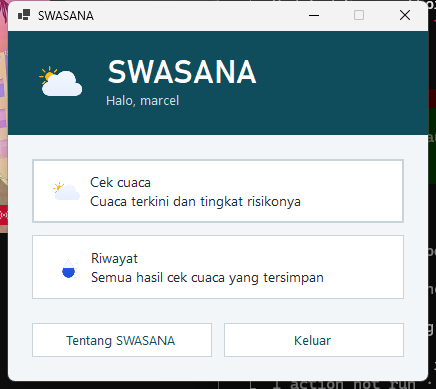 SWASANA
SWASANA
Halo, marcel
Cek cuaca
Cuaca terkini dan tingkat risikonya
Riwayat
Semua hasil cek cuaca yang tersimpan
Tentang SWASANA
Keluar